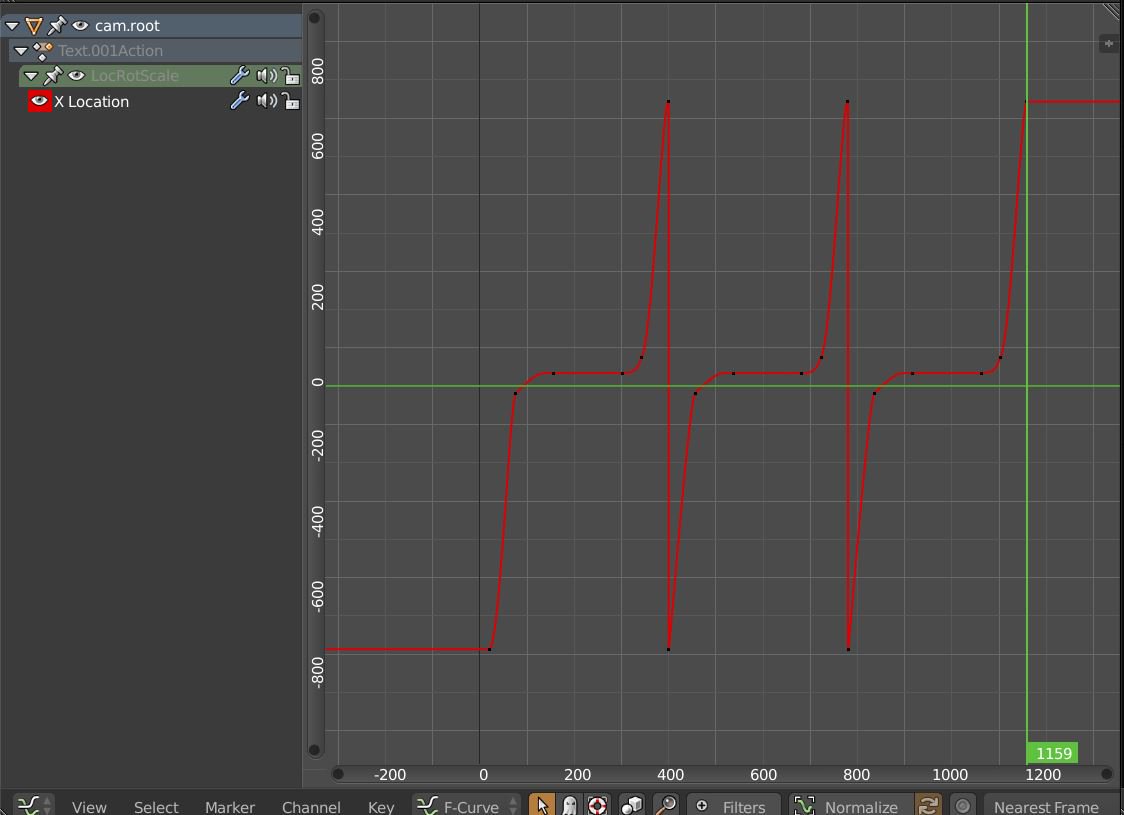 cam.root
Text.001Action
LocRotScale
X Location
800
600
400
200
0
-200
-400
-600
-800
1159
-200 0 200 400 600 800 1000 1200
View Select Marker Channel Key F-Curve Filters Normalize Nearest Frame